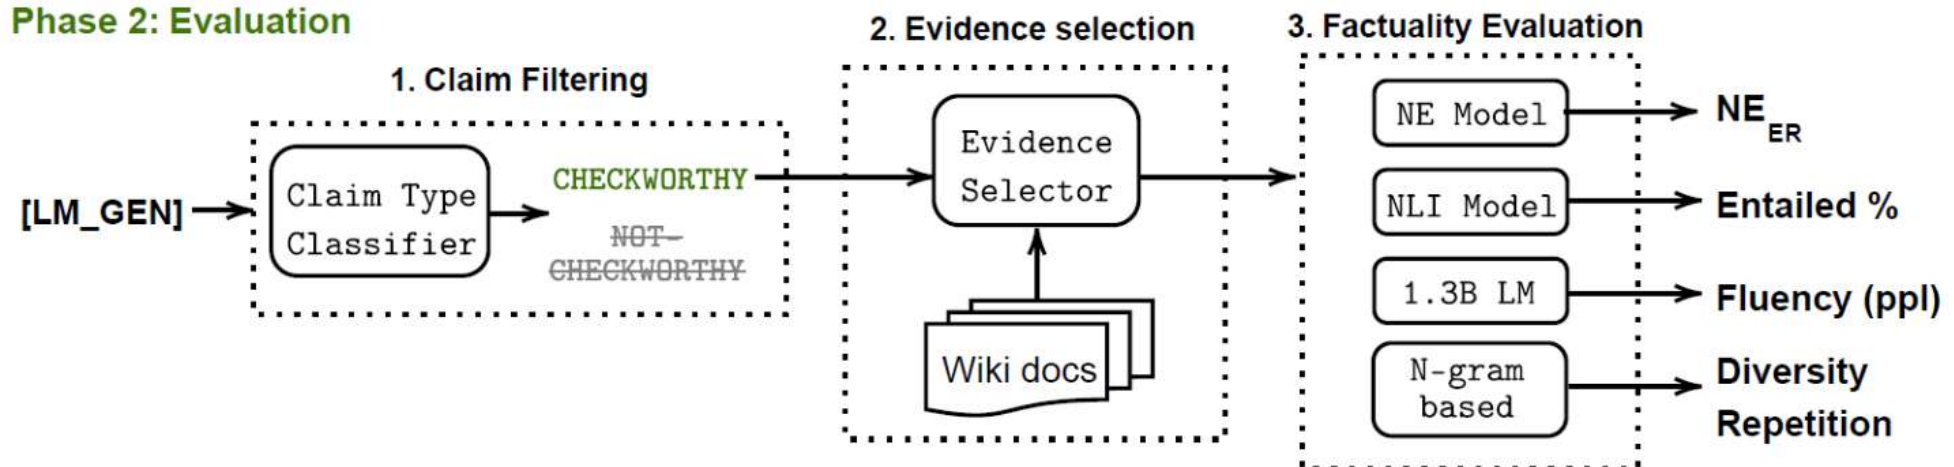 Phase 2: Evaluation
1. Claim Filtering
[LM_GEN]
Claim Type
Classifier
CHECKWORTHY
NOT-
CHECKWORTHY
2. Evidence selection
Evidence
Selector
Wiki docs
3. Factuality Evaluation
NE Model
NE ER
NLI Model
Entailed %
1.3B LM
Fluency (ppl)
N-gram
based
Diversity
Repetition